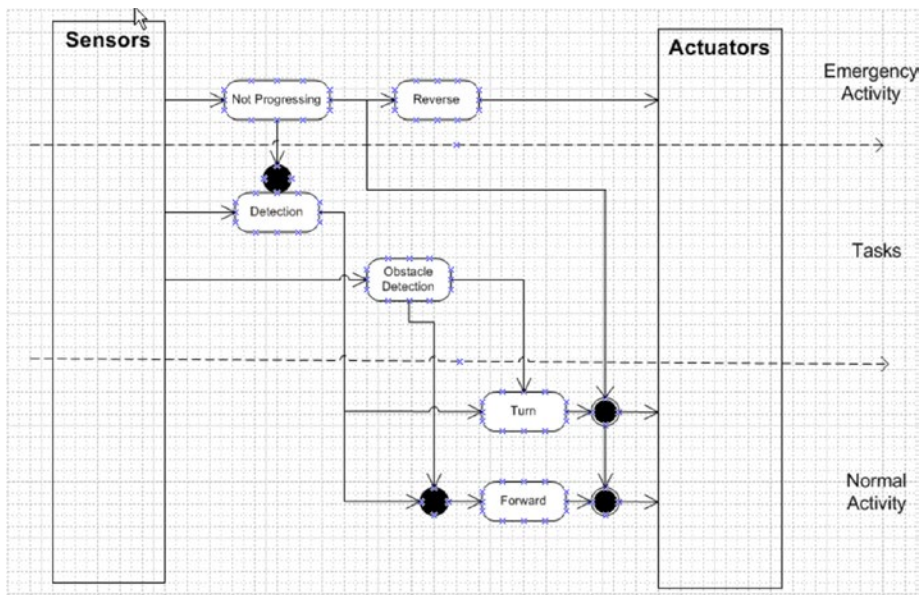 Sensors
Actuators
Emergency
Activity
Not Progressing
Reverse
Detection
Tasks
Obstacle
Detection
Turn
Forward
Normal
Activity